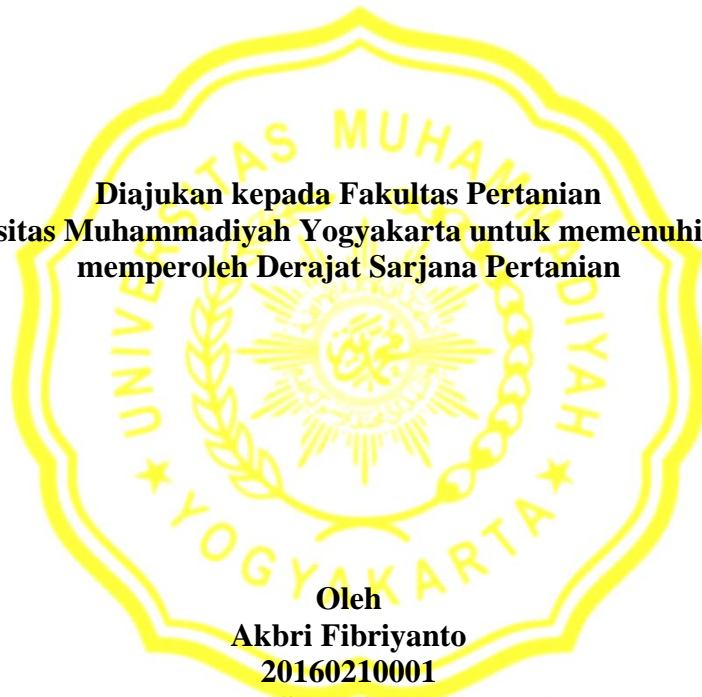 Diajukan kepada Fakultas Pertanian
sitas Muhammadiyah Yogyakarta untuk memenuhi
memperoleh Derajat Sarjana Pertanian
UNIVERSITAS MUHAMMADIYAH
★ YOGYAKARTA ★
Oleh
Akbri Fibriyanto
20160210001